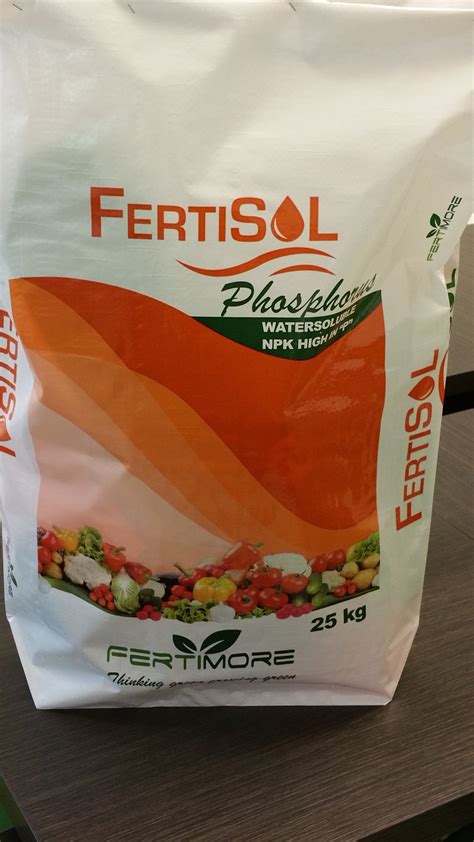 FERTISOL
Phosphorus
WATERSOLUBLE
NPK HIGH IN "P"
25 kg
FERTIMORE
Thinking green growing green
FERTIMORE
FERTISOL
FERTISOL